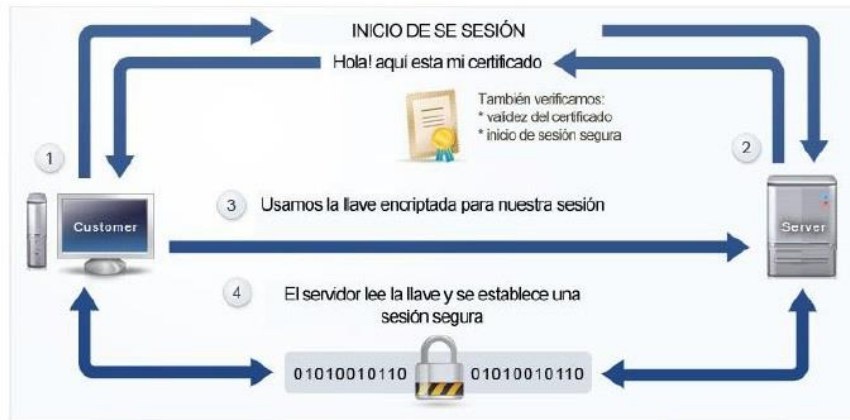 INICIO DE SE SESIÓN
Hola! aquí esta mi certificado
También verificamos:
* validez del certificado
* inicio de sesión segura
1
2
Customer
3 Usamos la llave encriptada para nuestra sesión
Server
4 El servidor lee la llave y se establece una
sesión segura
01010010110 01010010110